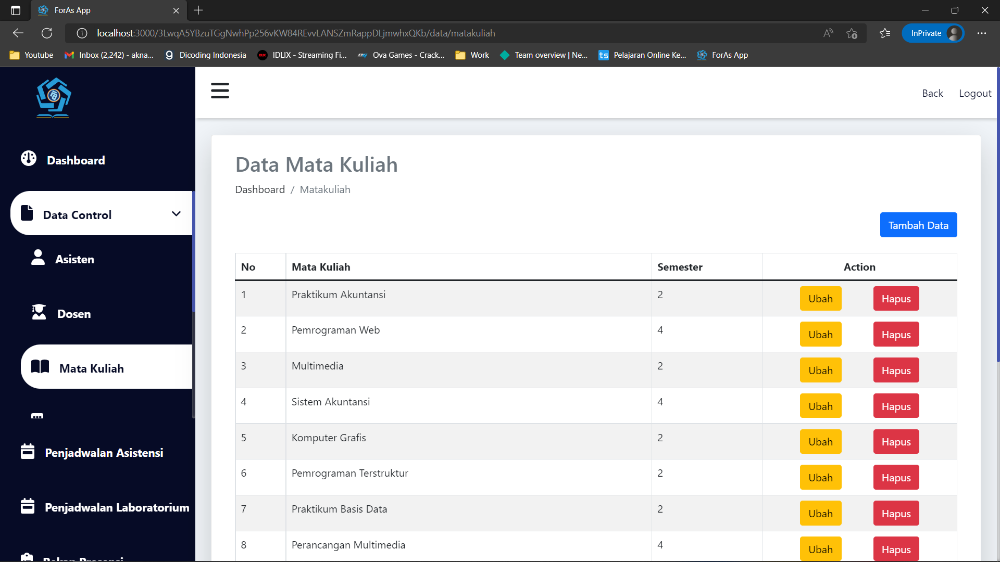 ForAs App
localhost:3000/3LwqA5YBzuTGgNwhPp256vKW84REvvLANSZmRappDLjmwhxQKb/data/matakuliah
InPrivate
Youtube
Inbox (2,242) - akna...
Dicoding Indonesia
IDLIX - Streaming Fi...
Ova Games - Crack...
Work
Team overview | Ne...
Pelajaran Online Ke...
ForAs App
Back
Logout
Dashboard
Data Control
Asisten
Dosen
Mata Kuliah
Penjadwalan Asistensi
Penjadwalan Laboratorium
Data Mata Kuliah
Dashboard / Matakuliah
Tambah Data
No Mata Kuliah Semester Action
1 Praktikum Akuntansi 2 Ubah Hapus
2 Pemrograman Web 4 Ubah Hapus
3 Multimedia 2 Ubah Hapus
4 Sistem Akuntansi 4 Ubah Hapus
5 Komputer Grafis 2 Ubah Hapus
6 Pemrograman Terstruktur 2 Ubah Hapus
7 Praktikum Basis Data 2 Ubah Hapus
8 Perancangan Multimedia 4 Ubah Hapus